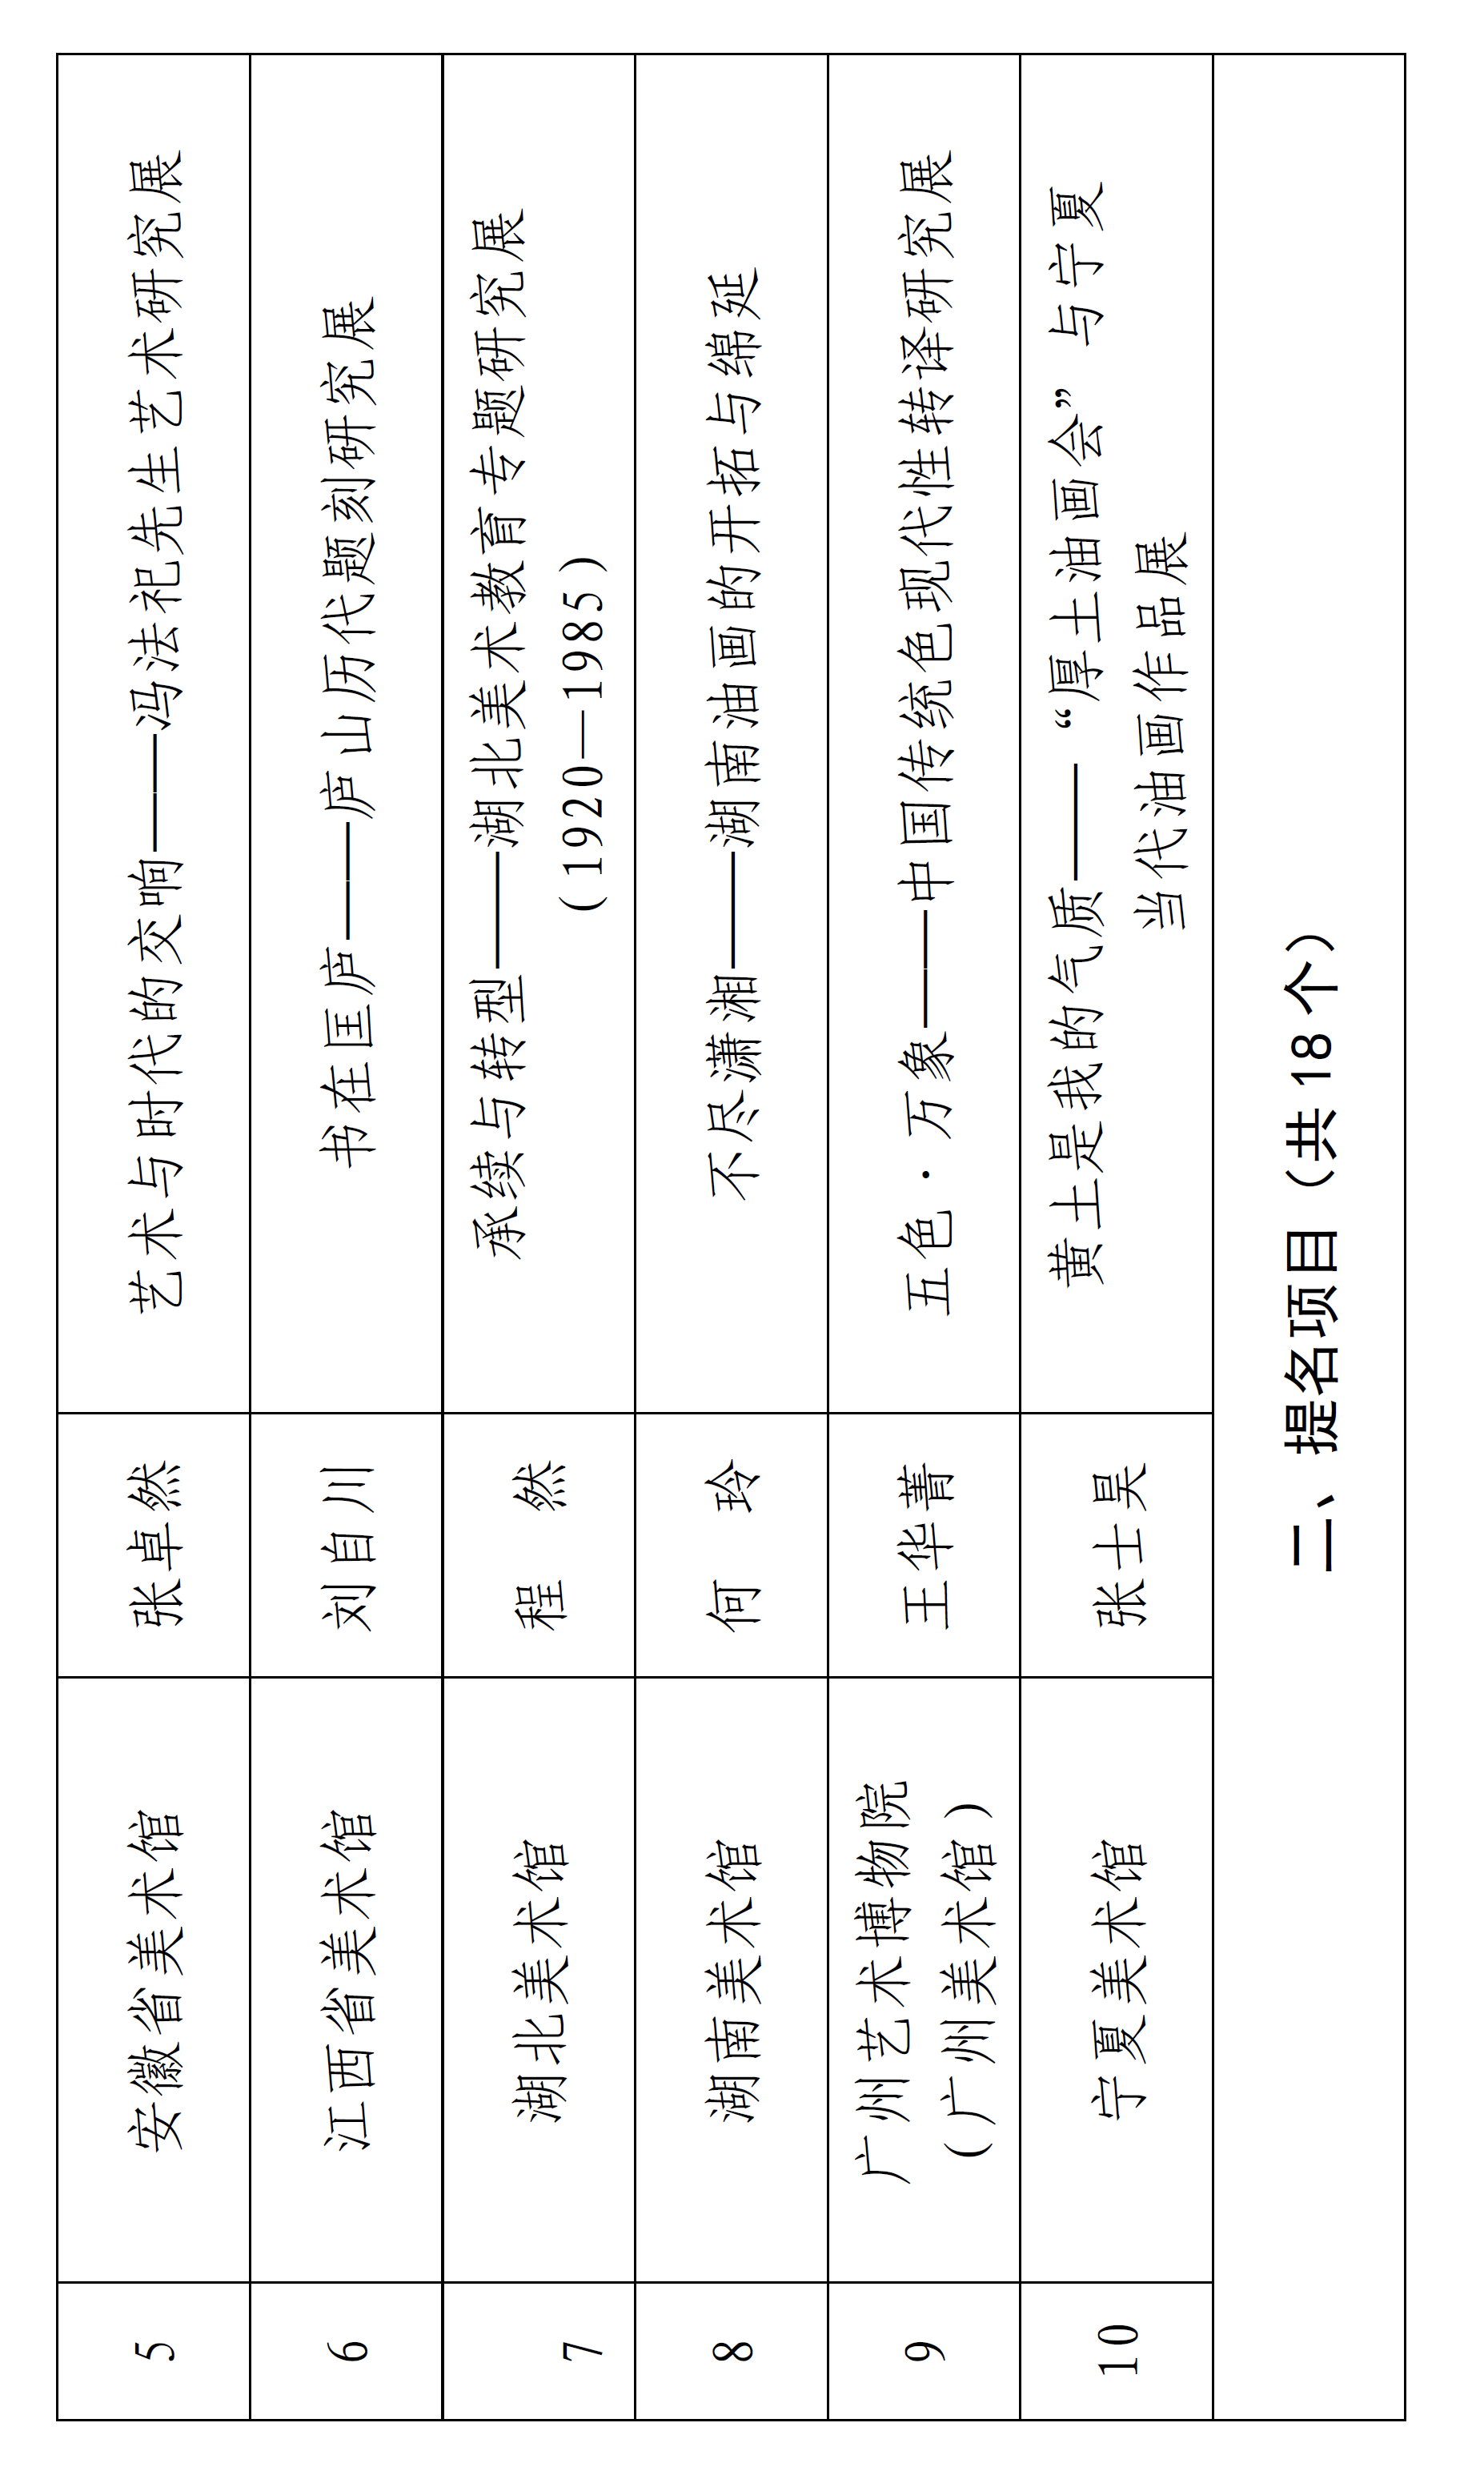 5 安徽省美术馆 张卓然 艺术与时代的交响——冯法祀先生艺术研究展
6 江西省美术馆 刘自川 书在匡庐——庐山历代题刻研究展
7 湖北美术馆 程 然 承续与转型——湖北美术教育专题研究展
(1920—1985)
8 湖南美术馆 何 玲 不尽潇湘——湖南油画的开拓与绵延
9 广州艺术博物院
(广州美术馆) 王华菁 五色·万象——中国传统色现代性转译研究展
10 宁夏美术馆 张士昊 黄土是我的气质——“厚土油画会”与宁夏
当代油画作品展
二、提名项目（共 18 个）